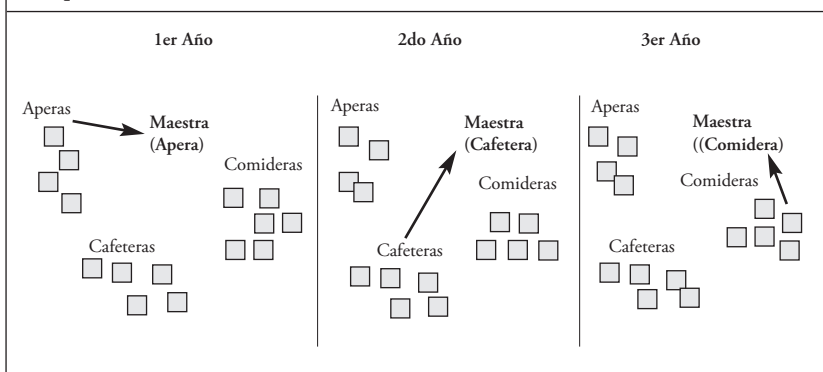 1er Año
2do Año
3er Año
Aperas
Maestra
(Apera)
Comideras
Cafeteras
Aperas
Maestra
(Cafetera)
Comideras
Cafeteras
Aperas
Maestra
((Comidera)
Comideras
Cafeteras